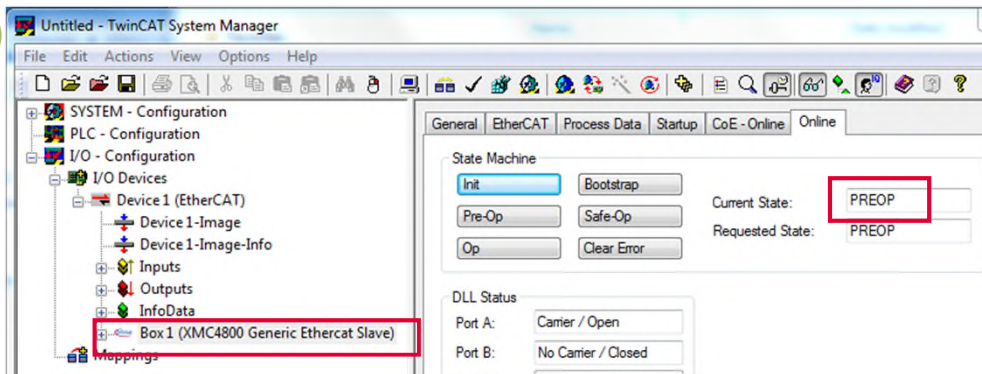 Untitled - TwinCAT System Manager
File Edit Actions View Options Help
SYSTEM - Configuration
PLC - Configuration
I/O - Configuration
I/O Devices
Device 1 (EtherCAT)
Device 1-Image
Device 1-Image-Info
Inputs
Outputs
InfoData
Box 1 (XMC4800 Generic Ethercat Slave)
Mappings
General EtherCAT Process Data Startup CoE - Online Online
State Machine
Init Bootstrap
Pre-Op Safe-Op
Op Clear Error
Current State: PREOP
Requested State: PREOP
DLL Status
Port A: Carrier / Open
Port B: No Carrier / Closed